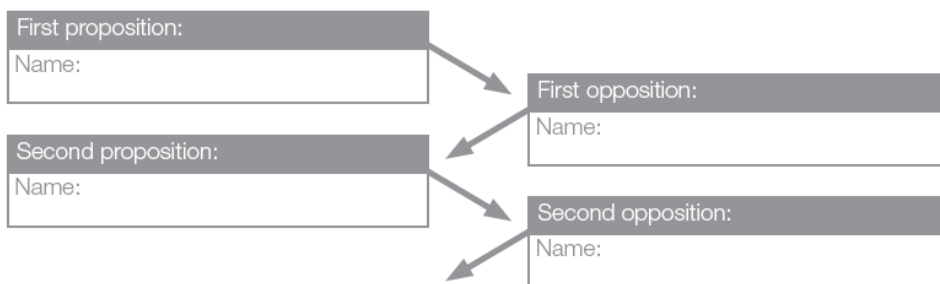 First proposition:
Name:
First opposition:
Name:
Second proposition:
Name:
Second opposition:
Name: